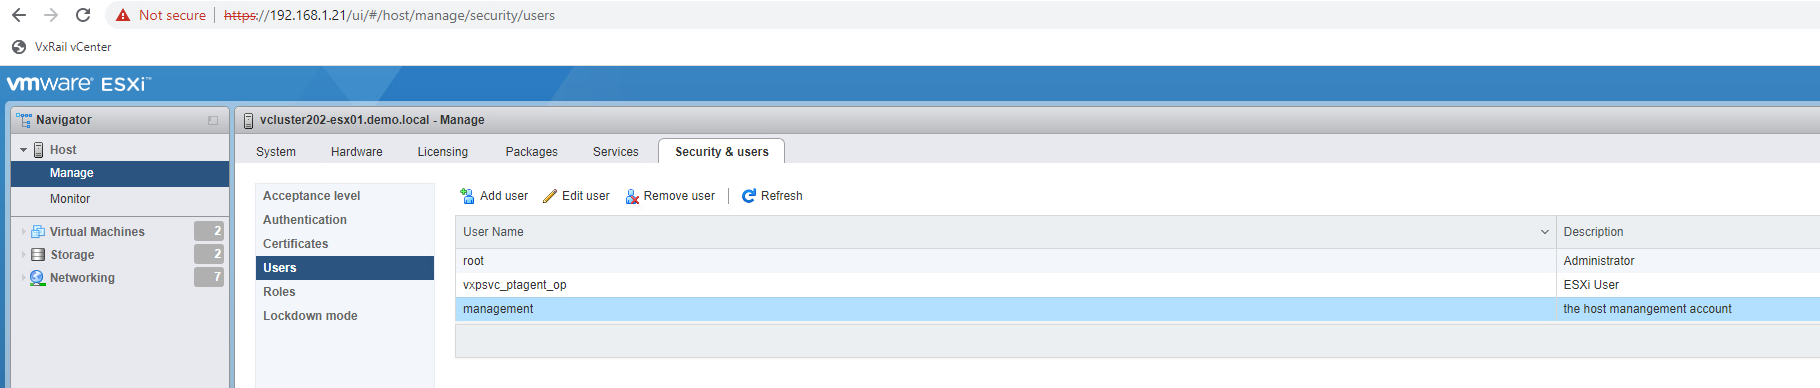 Not secure https://192.168.1.21/ui/#/host/manage/security/users
VxRail vCenter
vmware® ESXi™
Navigator
vcluster202-esx01.demo.local - Manage
Host
Manage
Monitor
Virtual Machines 2
Storage 2
Networking 7
System Hardware Licensing Packages Services Security & users
Acceptance level
Authentication
Certificates
Users
Roles
Lockdown mode
Add user Edit user Remove user Refresh
User Name Description
root Administrator
vxpsvc_ptagent_op ESXi User
management the host manangement account